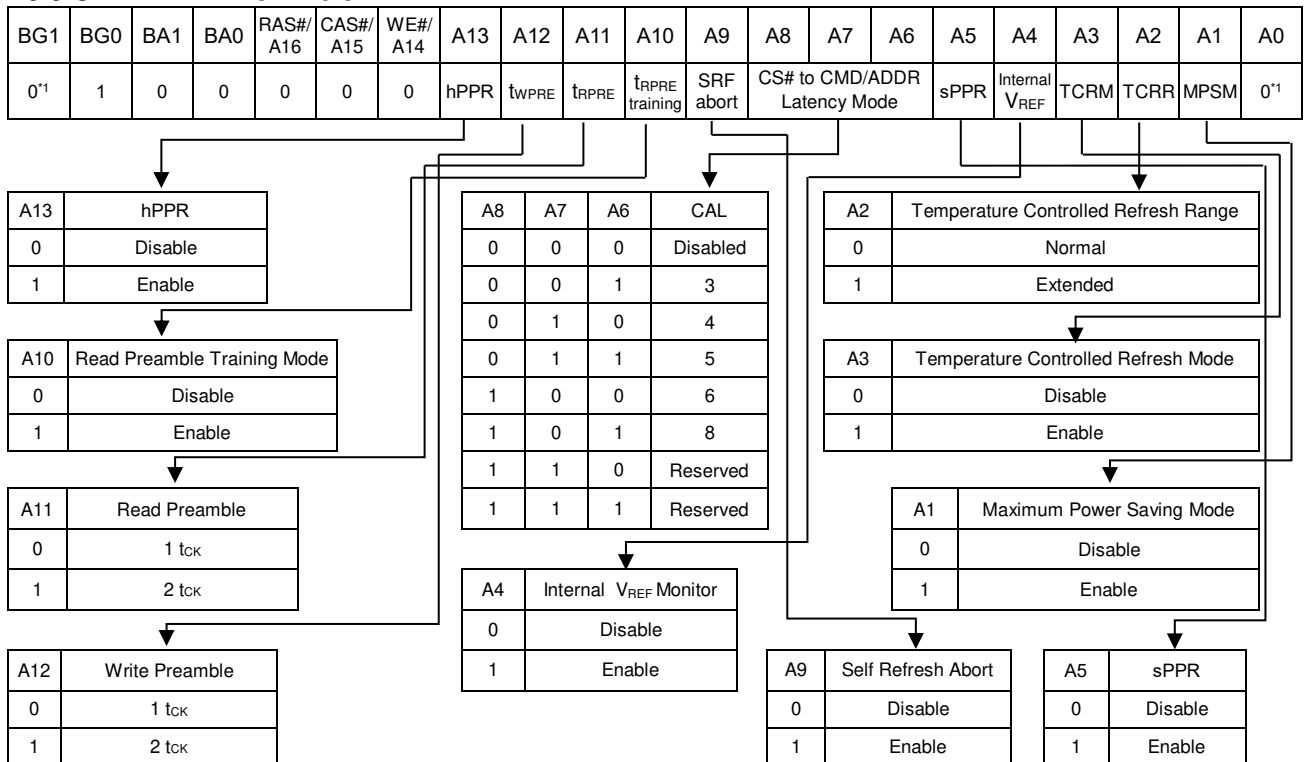 BG1 BG0 BA1 BA0 RAS#/A16 CAS#/A15 WE#/A14 A13 A12 A11 A10 A9 A8 A7 A6 A5 A4 A3 A2 A1 A0
0*1 1 0 0 0 0 0 hPPR tWPRE tRPRE tRPRE training SRF abort CS# to CMD/ADDR Latency Mode sPPR Internal VREF TCRM TCRR MPSM 0*1
A13 hPPR
0 Disable
1 Enable
A10 Read Preamble Training Mode
0 Disable
1 Enable
A11 Read Preamble
0 1 tCK
1 2 tCK
A12 Write Preamble
0 1 tCK
1 2 tCK
A8 A7 A6 CAL
0 0 0 Disabled
0 0 1 3
0 1 0 4
0 1 1 5
1 0 0 6
1 0 1 8
1 1 0 Reserved
1 1 1 Reserved
A4 Internal VREF Monitor
0 Disable
1 Enable
A2 Temperature Controlled Refresh Range
0 Normal
1 Extended
A3 Temperature Controlled Refresh Mode
0 Disable
1 Enable
A1 Maximum Power Saving Mode
0 Disable
1 Enable
A9 Self Refresh Abort
0 Disable
1 Enable
A5 sPPR
0 Disable
1 Enable